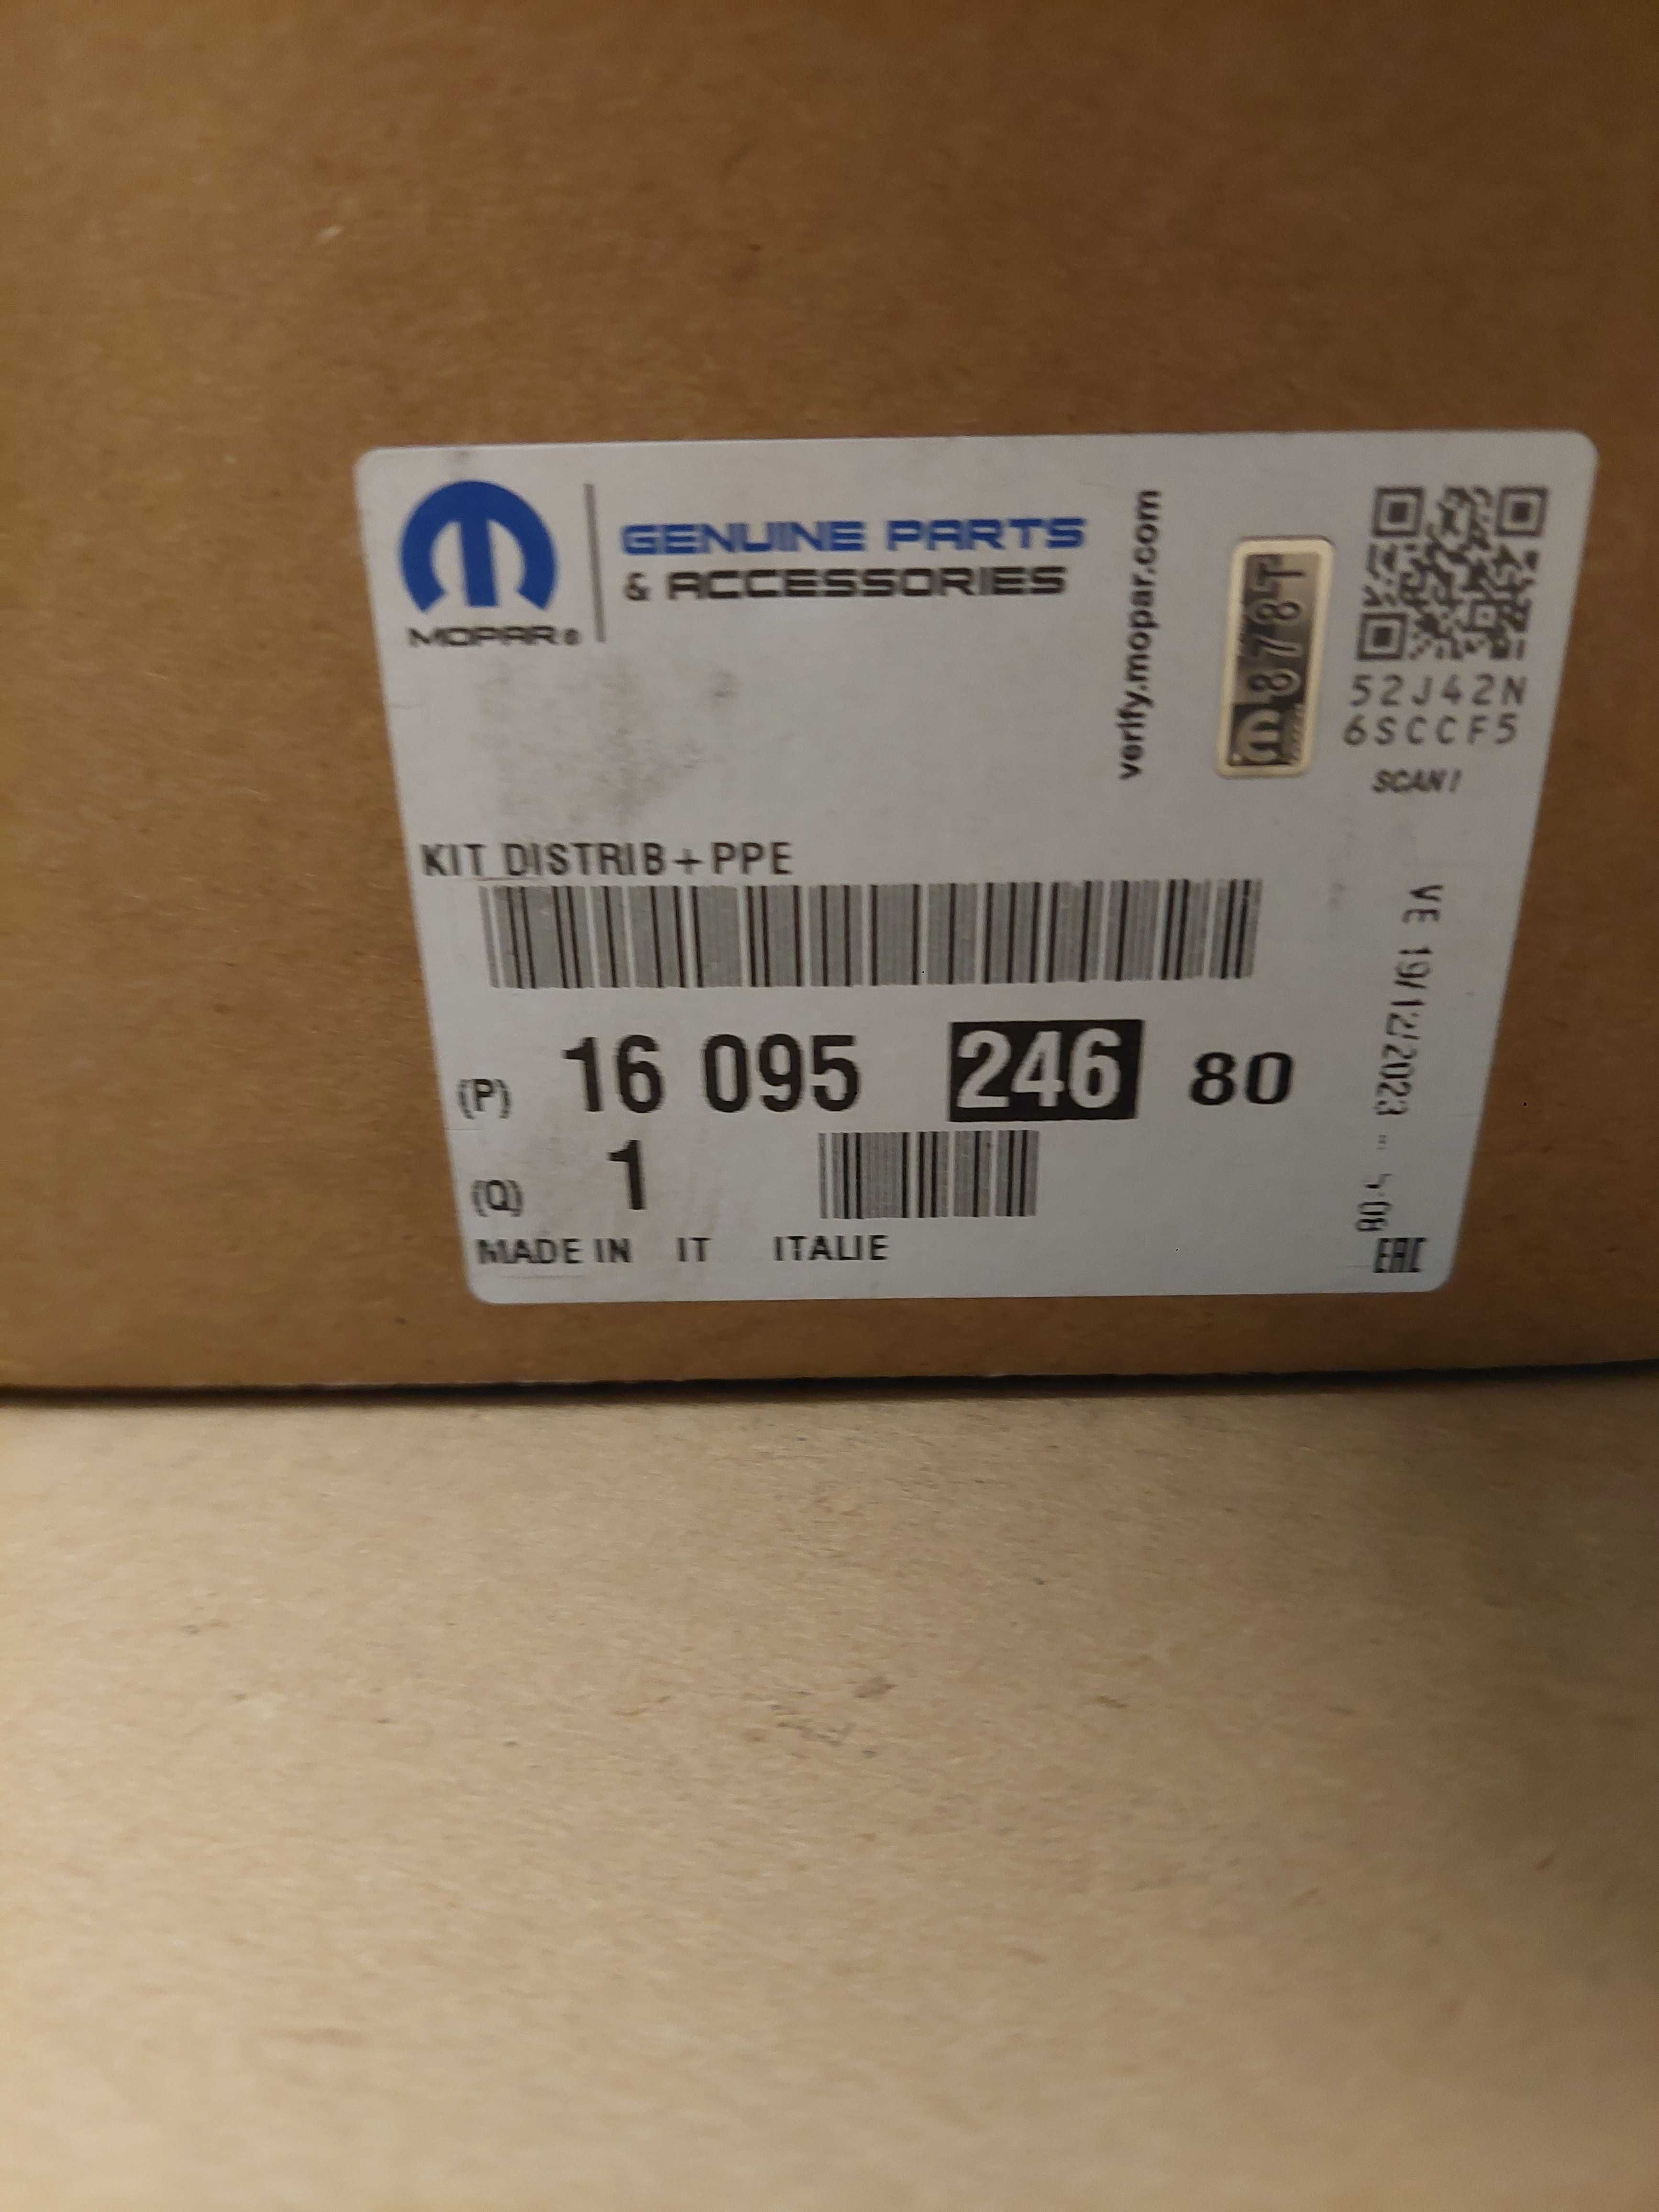 MOPAR®
GENUINE PARTS
& ACCESSORIES
verify.mopar.com
m 878T
52J42N
6SCCF5
SCAN!
KIT DISTRIB+PPE
(P) 16 095 246 80
(Q) 1
MADE IN IT ITALIE
VE 19/12/2023 -
EAC